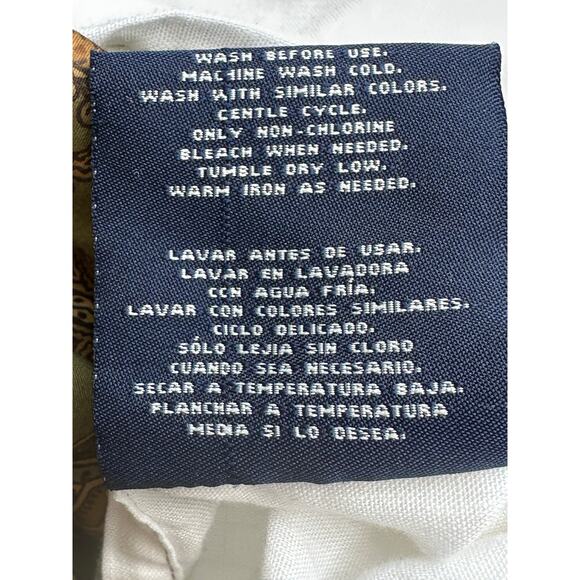 WASH BEFORE USE.
MACHINE WASH COLD.
WASH WITH SIMILAR COLORS.
GENTLE CYCLE.
ONLY NON-CHLORINE
BLEACH WHEN NEEDED.
TUMBLE DRY LOW.
WARM IRON AS NEEDED.
LAVAR ANTES DE USAR.
LAVAR EN LAVADORA
CON AGUA FRÍA.
LAVAR CON COLORES SIMILARES.
CICLO DELICADO.
SÓLO LEJIA SIN CLORO
CUANDO SEA NECESARIO.
SECAR A TEMPERATURA BAJA.
PLANCHAR A TEMPERATURA
MEDIA SI LO DESEA.